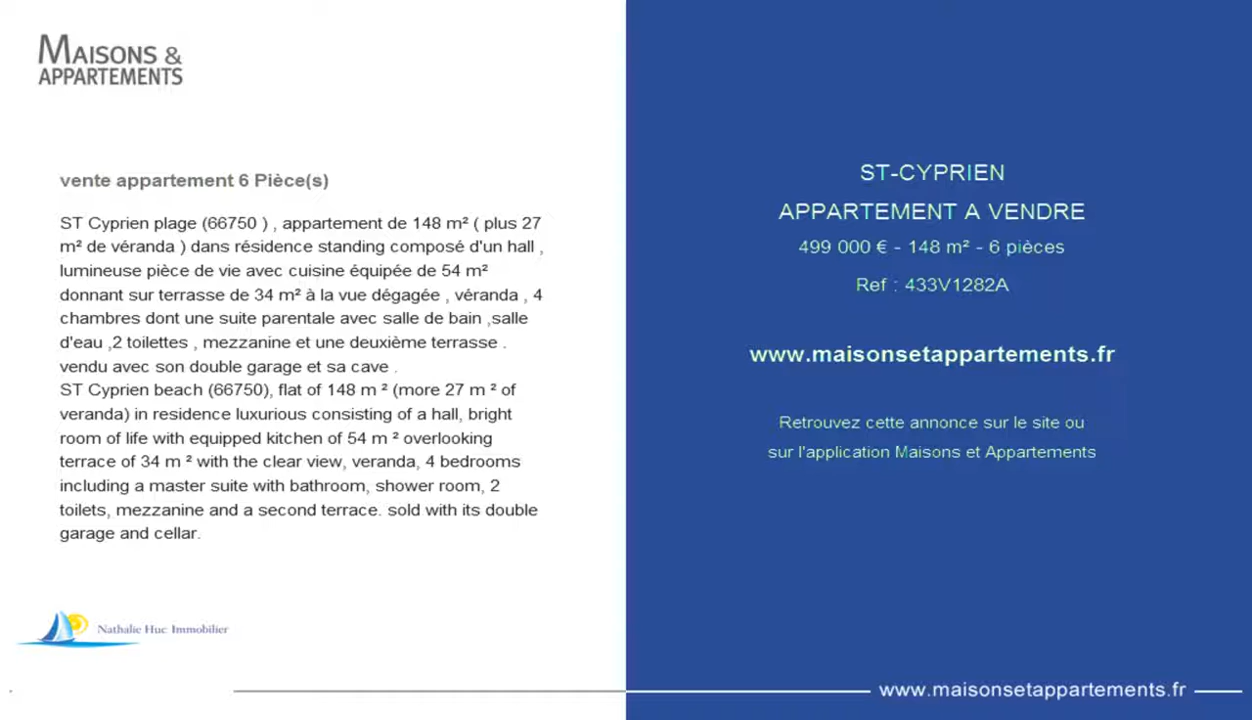 MAISONS &
APPARTEMENTS
vente appartement 6 Pièce(s)
ST Cyprien plage (66750 ) , appartement de 148 m² ( plus 27
m² de véranda ) dans résidence standing composé d'un hall ,
lumineuse pièce de vie avec cuisine équipée de 54 m²
donnant sur terrasse de 34 m² à la vue dégagée , véranda , 4
chambres dont une suite parentale avec salle de bain ,salle
d'eau ,2 toilettes , mezzanine et une deuxième terrasse .
vendu avec son double garage et sa cave .
ST Cyprien beach (66750), flat of 148 m ² (more 27 m ² of
veranda) in residence luxurious consisting of a hall, bright
room of life with equipped kitchen of 54 m ² overlooking
terrace of 34 m ² with the clear view, veranda, 4 bedrooms
including a master suite with bathroom, shower room, 2
toilets, mezzanine and a second terrace. sold with its double
garage and cellar.
Nathalie Huc Immobilier
ST-CYPRIEN
APPARTEMENT A VENDRE
499 000 € - 148 m² - 6 pièces
Ref : 433V1282A
www.maisonsetappartements.fr
Retrouvez cette annonce sur le site ou
sur l'application Maisons et Appartements
www.maisonsetappartements.fr